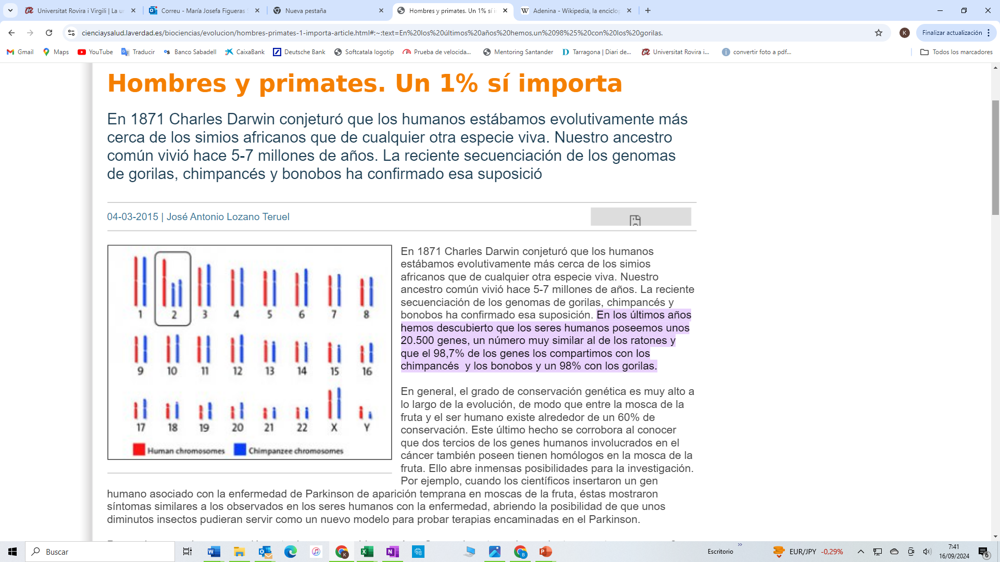 Universitat Rovira i Virgili | La u
Correu - María Josefa Figueras
Nueva pestaña
Hombres y primates. Un 1% sí i
Adenina - Wikipedia, la enciclop
cienciaysalud.laverdad.es/biociencias/evolucion/hombres-primates-1-importa-article.html#:~:text=En%20los%20últimos%20años%20hemos,un%2098%25%20con%20los%20gorilas.
K
Finalizar actualización
Gmail
Maps
YouTube
Traducir
Banco Sabadell
CaixaBank
Deutsche Bank
Softcatala logotip
Prueba de velocida...
Mentoring Santander
Tarragona | Diari de...
Universitat Rovira i...
convertir foto a pdf...
Todos los marcadores
Hombres y primates. Un 1% sí importa
En 1871 Charles Darwin conjeturó que los humanos estábamos evolutivamente más
cerca de los simios africanos que de cualquier otra especie viva. Nuestro ancestro
común vivió hace 5-7 millones de años. La reciente secuenciación de los genomas
de gorilas, chimpancés y bonobos ha confirmado esa suposició
04-03-2015 | José Antonio Lozano Teruel
1 2 3 4 5 6 7 8
9 10 11 12 13 14 15 16
17 18 19 20 21 22 X Y
Human chromosomes Chimpanzee chromosomes
En 1871 Charles Darwin conjeturó que los humanos
estábamos evolutivamente más cerca de los simios
africanos que de cualquier otra especie viva. Nuestro
ancestro común vivió hace 5-7 millones de años. La reciente
secuenciación de los genomas de gorilas, chimpancés y
bonobos ha confirmado esa suposición. En los últimos años
hemos descubierto que los seres humanos poseemos unos
20.500 genes, un número muy similar al de los ratones y
que el 98,7% de los genes los compartimos con los
chimpancés  y los bonobos y un 98% con los gorilas.
En general, el grado de conservación genética es muy alto a
lo largo de la evolución, de modo que entre la mosca de la
fruta y el ser humano existe alrededor de un 60% de
conservación. Este último hecho se corrobora al conocer
que dos tercios de los genes humanos involucrados en el
cáncer también poseen tienen homólogos en la mosca de la
fruta. Ello abre inmensas posibilidades para la investigación.
Por ejemplo, cuando los científicos insertaron un gen
humano asociado con la enfermedad de Parkinson de aparición temprana en moscas de la fruta, éstas mostraron
síntomas similares a los observados en los seres humanos con la enfermedad, abriendo la posibilidad de que unos
diminutos insectos pudieran servir como un nuevo modelo para probar terapias encaminadas en el Parkinson.
Buscar
Escritorio
EUR/JPY -0,29%
7:41
16/09/2024
6